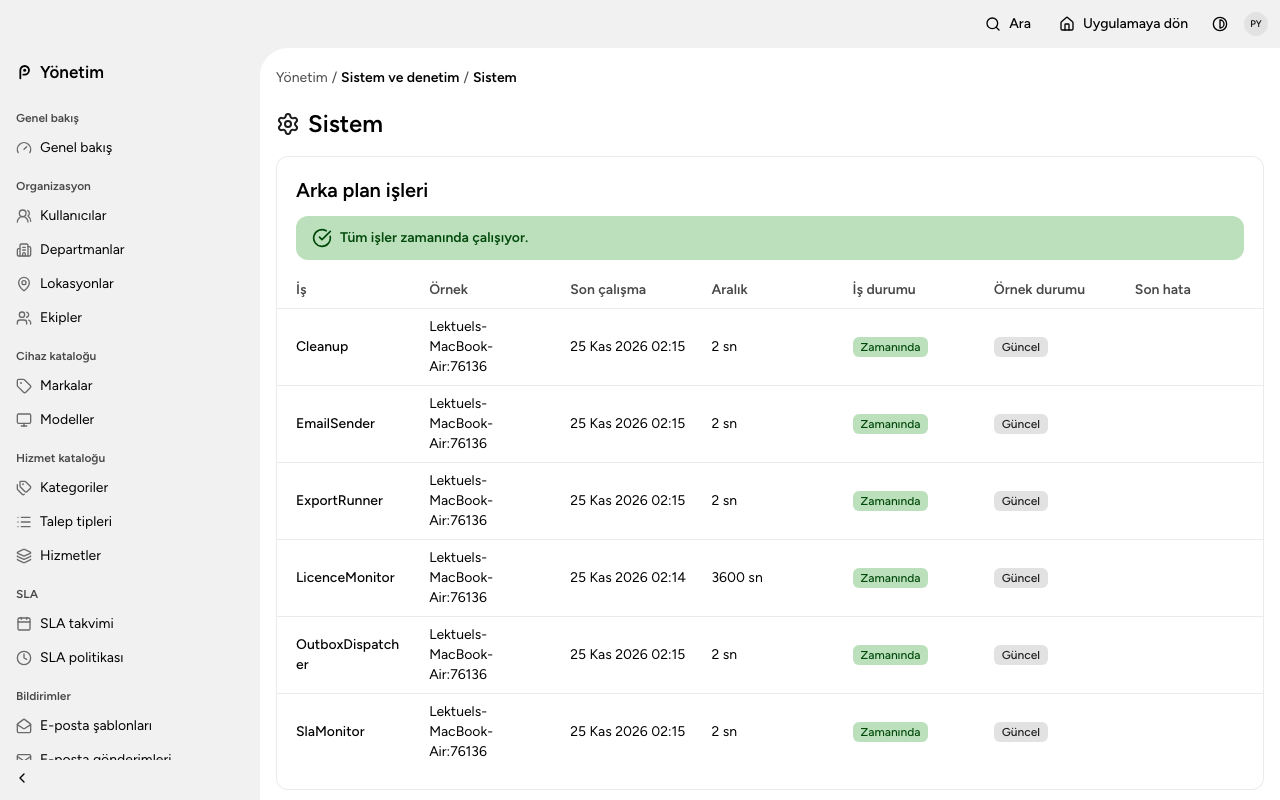 Ara
Uygulamaya dön
PY
Yönetim
Genel bakış
Genel bakış
Organizasyon
Kullanıcılar
Departmanlar
Lokasyonlar
Ekipler
Cihaz kataloğu
Markalar
Modeller
Hizmet kataloğu
Kategoriler
Talep tipleri
Hizmetler
SLA
SLA takvimi
SLA politikası
Bildirimler
E-posta şablonları
E-posta gönderimleri
Yönetim / Sistem ve denetim / Sistem
Sistem
Arka plan işleri
Tüm işler zamanında çalışıyor.
İş Örnek Son çalışma Aralık İş durumu Örnek durumu Son hata
Cleanup
Lektuels-
MacBook-
Air:76136
25 Kas 2026 02:15
2 sn
Zamanında
Güncel
EmailSender
Lektuels-
MacBook-
Air:76136
25 Kas 2026 02:15
2 sn
Zamanında
Güncel
ExportRunner
Lektuels-
MacBook-
Air:76136
25 Kas 2026 02:15
2 sn
Zamanında
Güncel
LicenceMonitor
Lektuels-
MacBook-
Air:76136
25 Kas 2026 02:14
3600 sn
Zamanında
Güncel
OutboxDispatch
er
Lektuels-
MacBook-
Air:76136
25 Kas 2026 02:15
2 sn
Zamanında
Güncel
SlaMonitor
Lektuels-
MacBook-
Air:76136
25 Kas 2026 02:15
2 sn
Zamanında
Güncel